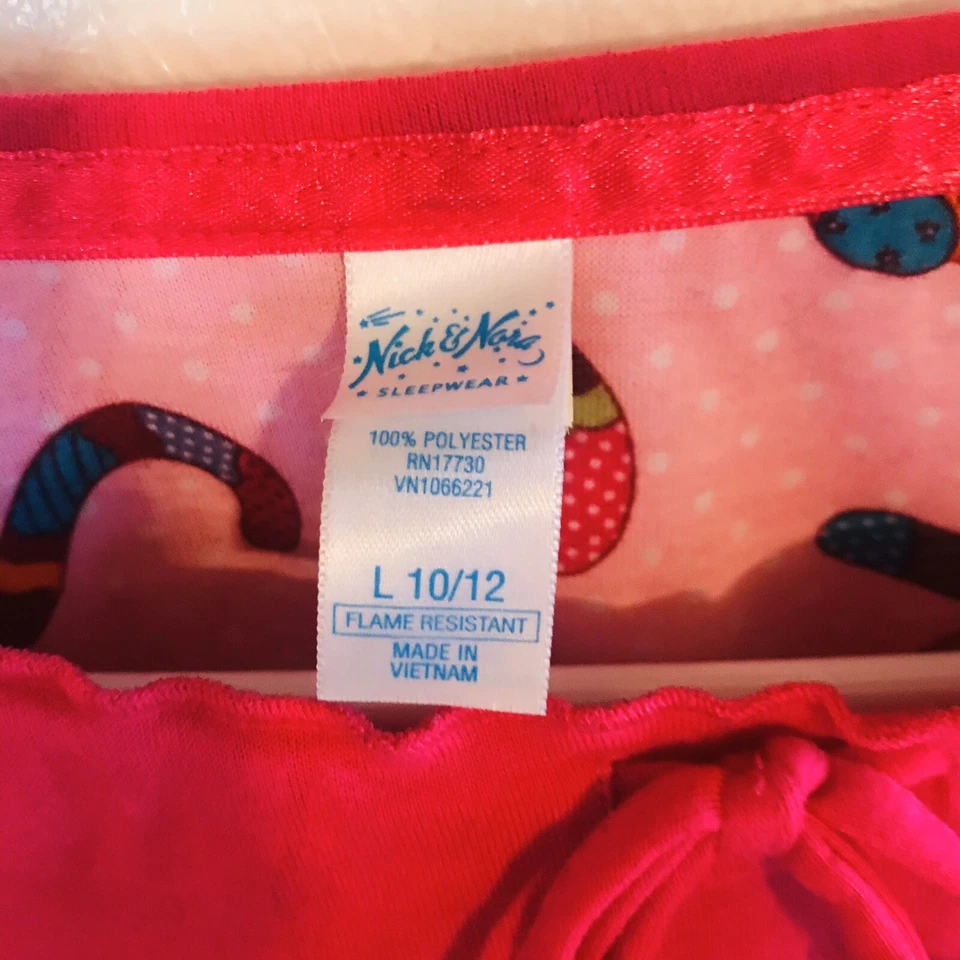 Nick & Nora
SLEEPWEAR
100% POLYESTER
RN17730
VN1066221
L 10/12
FLAME RESISTANT
MADE IN
VIETNAM